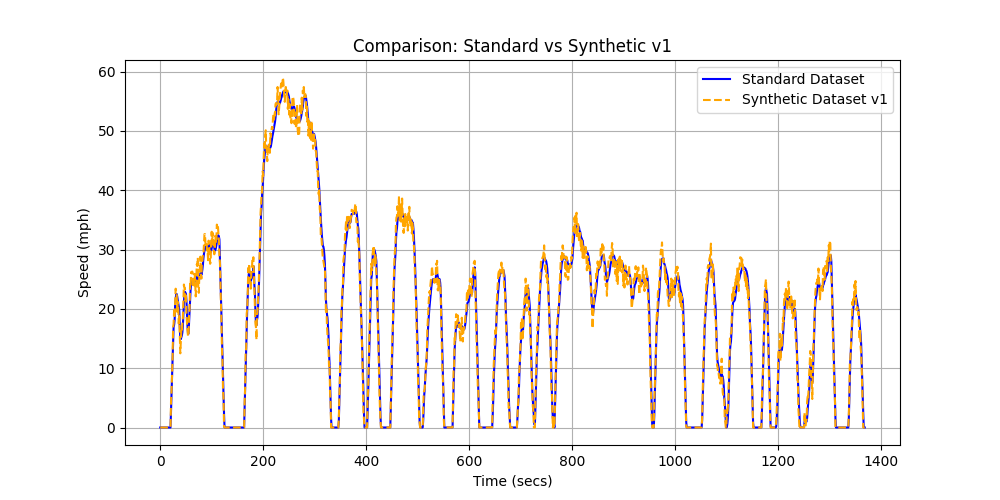 Comparison: Standard vs Synthetic v1
Standard Dataset
Synthetic Dataset v1
Speed (mph)
60
50
40
30
20
10
0
0 200 400 600 800 1000 1200 1400
Time (secs)